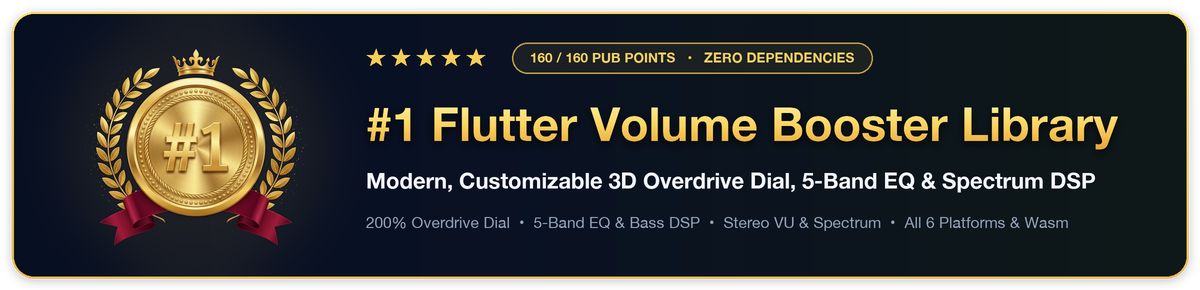 #1
160 / 160 PUB POINTS • ZERO DEPENDENCIES
#1 Flutter Volume Booster Library
Modern, Customizable 3D Overdrive Dial, 5-Band EQ & Spectrum DSP
200% Overdrive Dial • 5-Band EQ & Bass DSP • Stereo VU & Spectrum • All 6 Platforms & Wasm